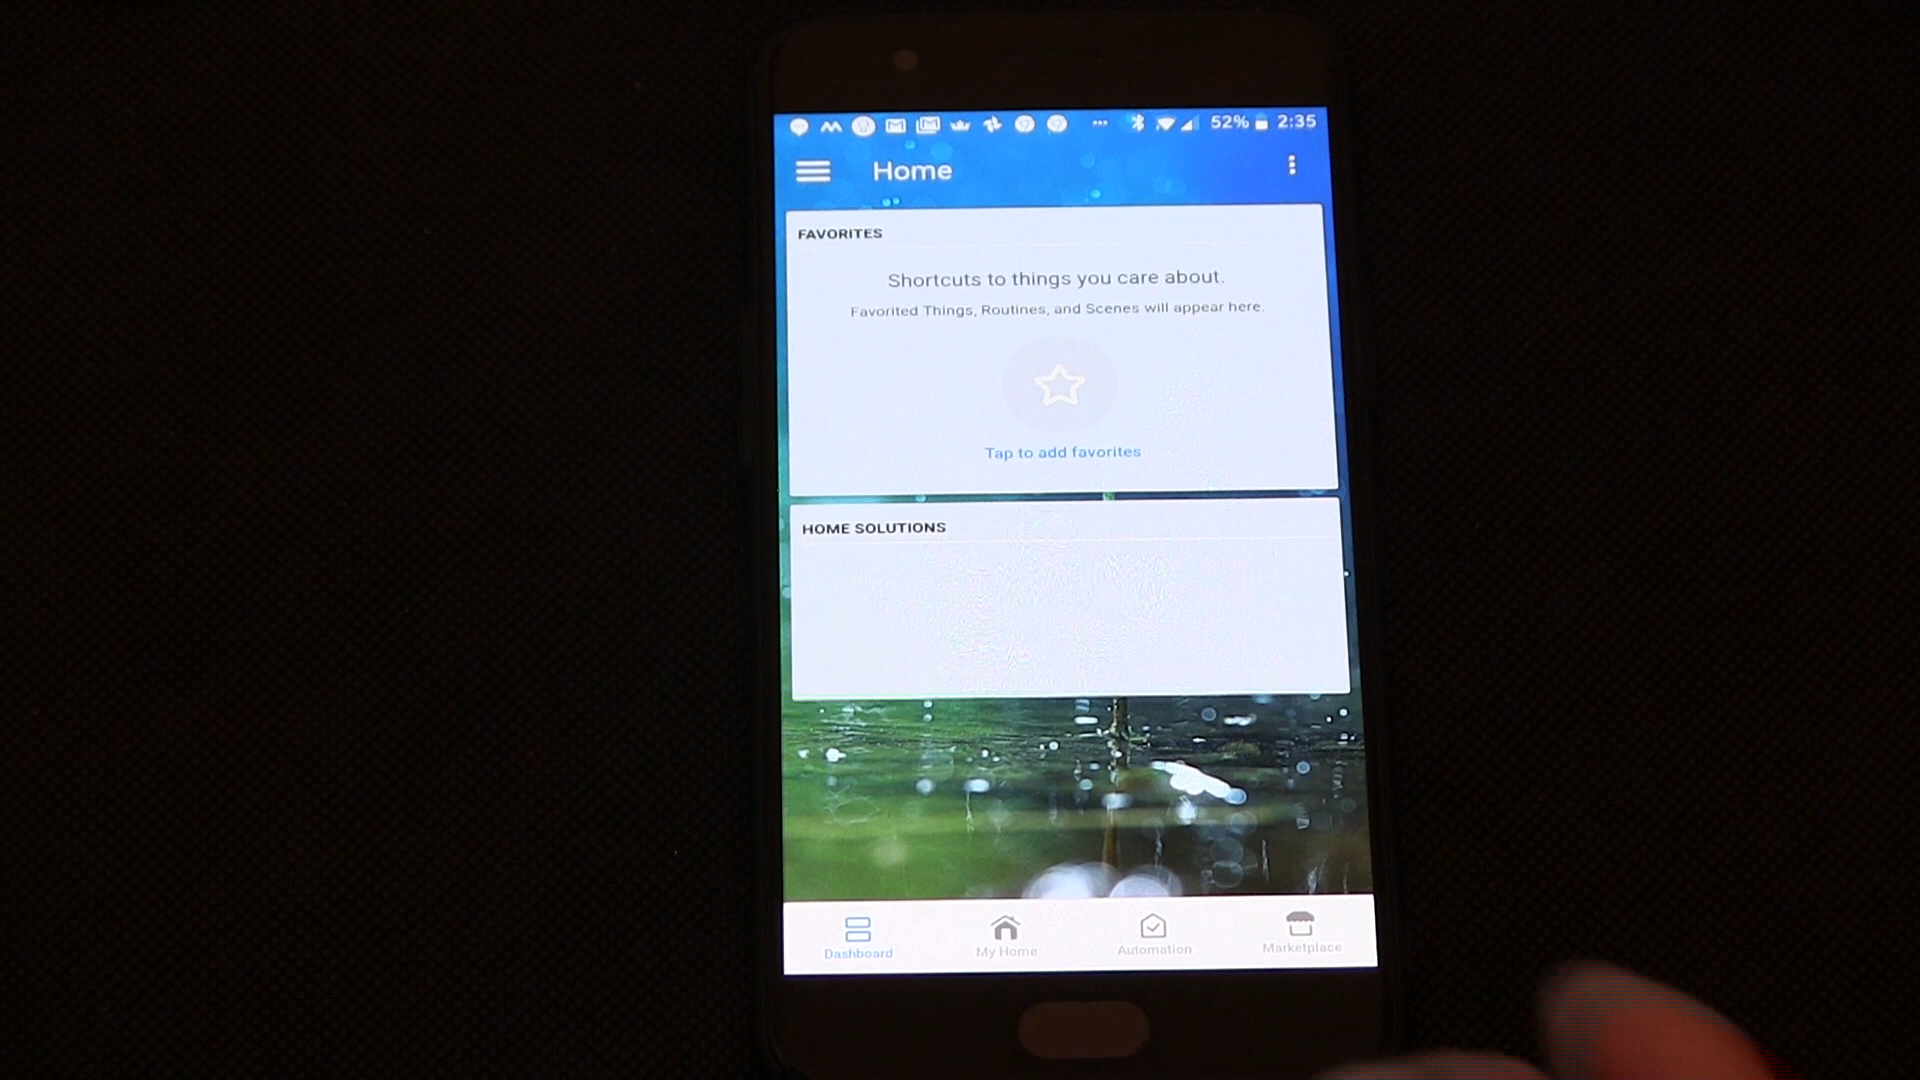 52% 2:35
Home
FAVORITES
Shortcuts to things you care about.
Favorited Things, Routines, and Scenes will appear here.
Tap to add favorites
HOME SOLUTIONS
Dashboard My Home Automation Marketplace